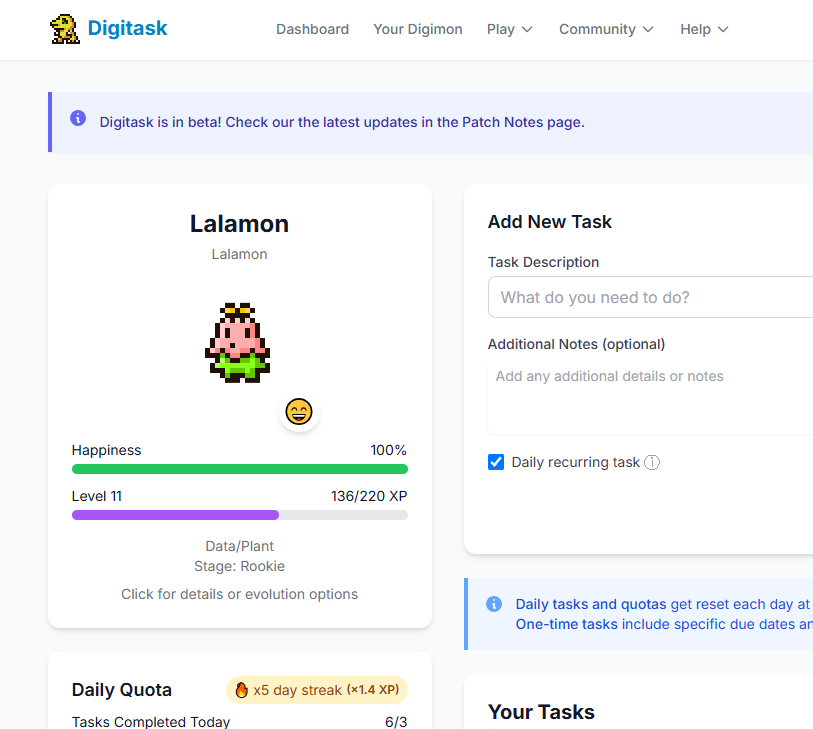 Digitask
Dashboard
Your Digimon
Play
Community
Help
Digitask is in beta! Check our the latest updates in the Patch Notes page.
Lalamon
Lalamon
Happiness
100%
Level 11
136/220 XP
Data/Plant
Stage: Rookie
Click for details or evolution options
Daily Quota
x5 day streak (×1.4 XP)
Tasks Completed Today
6/3
Add New Task
Task Description
What do you need to do?
Additional Notes (optional)
Add any additional details or notes
Daily recurring task
Daily tasks and quotas get reset each day at
One-time tasks include specific due dates
Your Tasks